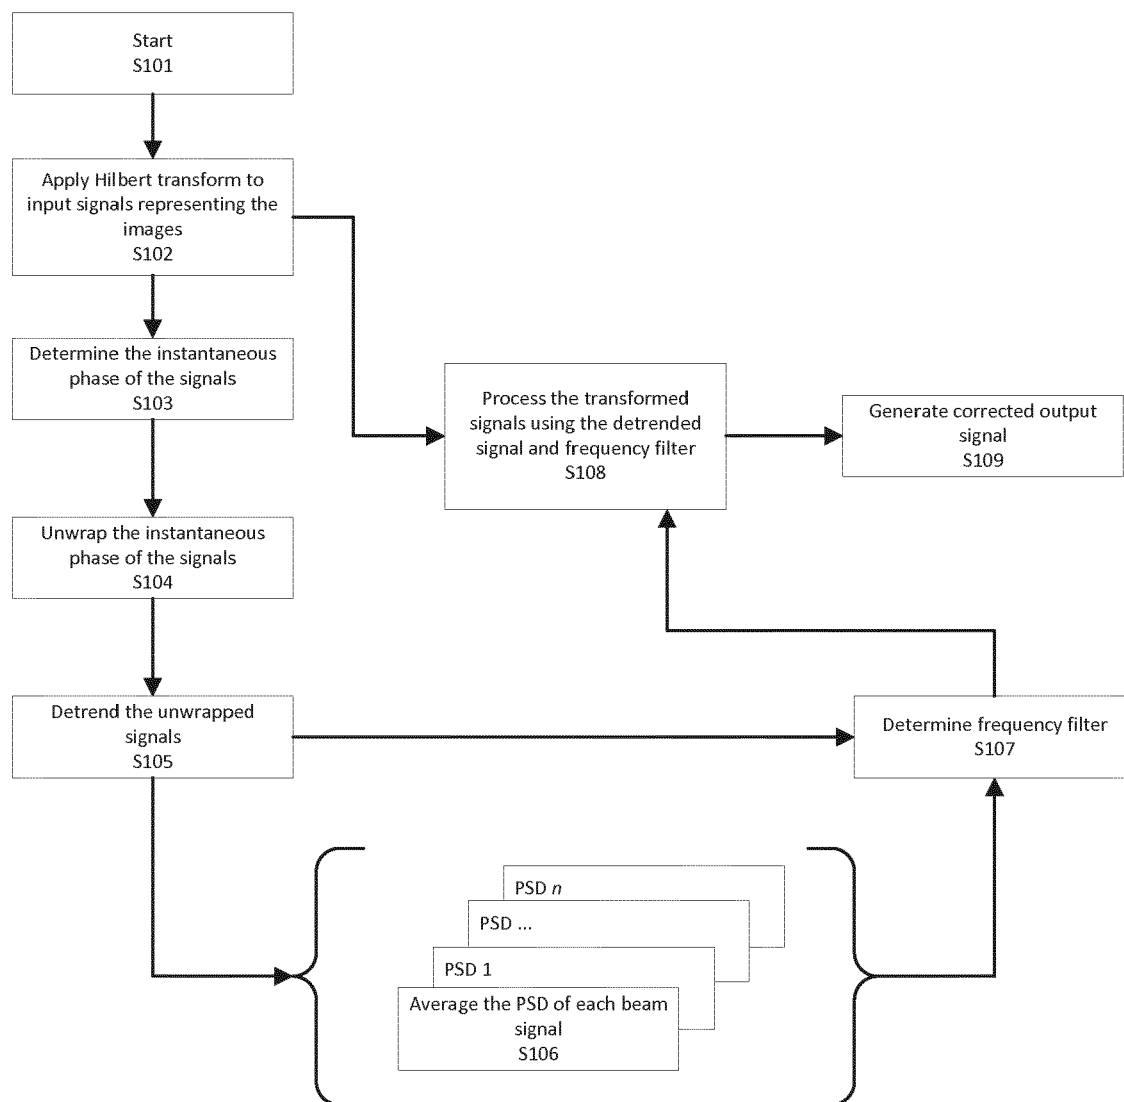 Start
S101
Apply Hilbert transform to
input signals representing the
images
S102
Determine the instantaneous
phase of the signals
S103
Unwrap the instantaneous
phase of the signals
S104
Detrend the unwrapped
signals
S105
Process the transformed
signals using the detrended
signal and frequency filter
S108
Generate corrected output
signal
S109
Determine frequency filter
S107
PSD n
PSD ...
PSD 1
Average the PSD of each beam
signal
S106